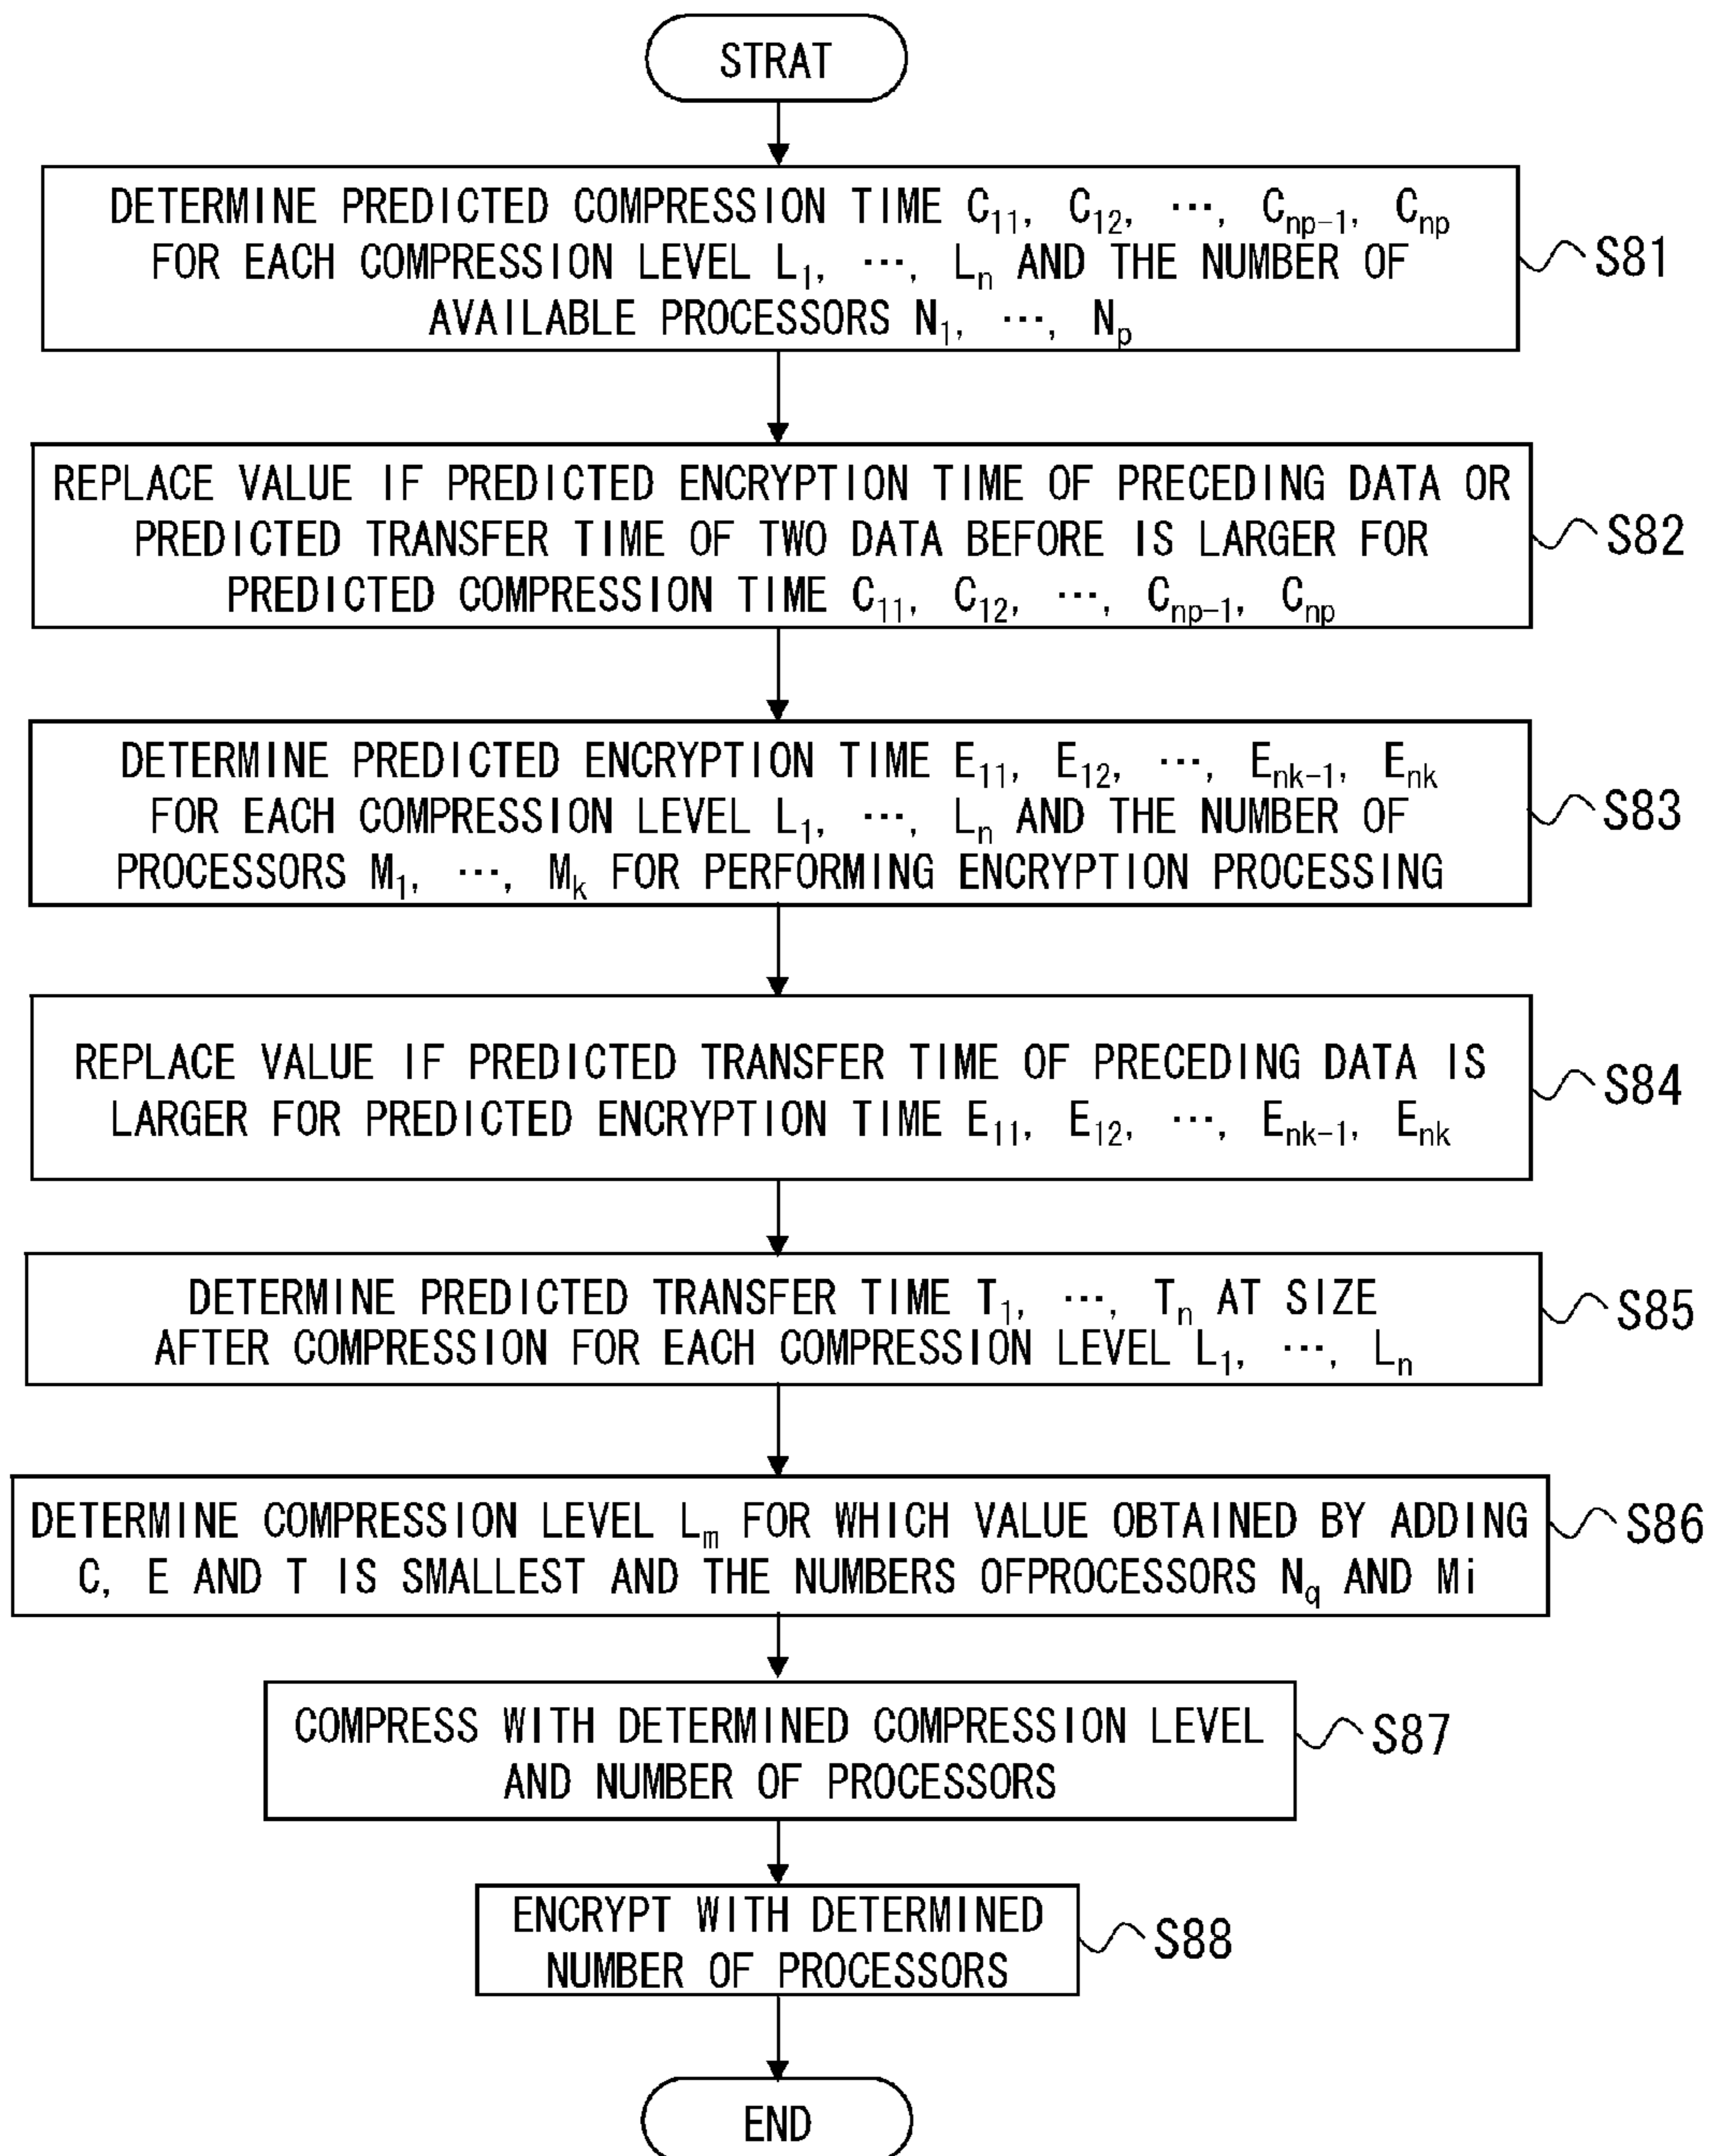 STRAT
DETERMINE PREDICTED COMPRESSION TIME C₁₁, C₁₂, ⋯, Cₙₚ₋₁, Cₙₚ
FOR EACH COMPRESSION LEVEL L₁, ⋯, Lₙ AND THE NUMBER OF
AVAILABLE PROCESSORS N₁, ⋯, Nₚ
S81
REPLACE VALUE IF PREDICTED ENCRYPTION TIME OF PRECEDING DATA OR
PREDICTED TRANSFER TIME OF TWO DATA BEFORE IS LARGER FOR
PREDICTED COMPRESSION TIME C₁₁, C₁₂, ⋯, Cₙₚ₋₁, Cₙₚ
S82
DETERMINE PREDICTED ENCRYPTION TIME E₁₁, E₁₂, ⋯, Eₙₖ₋₁, Eₙₖ
FOR EACH COMPRESSION LEVEL L₁, ⋯, Lₙ AND THE NUMBER OF
PROCESSORS M₁, ⋯, Mₖ FOR PERFORMING ENCRYPTION PROCESSING
S83
REPLACE VALUE IF PREDICTED TRANSFER TIME OF PRECEDING DATA IS
LARGER FOR PREDICTED ENCRYPTION TIME E₁₁, E₁₂, ⋯, Eₙₖ₋₁, Eₙₖ
S84
DETERMINE PREDICTED TRANSFER TIME T₁, ⋯, Tₙ AT SIZE
AFTER COMPRESSION FOR EACH COMPRESSION LEVEL L₁, ⋯, Lₙ
S85
DETERMINE COMPRESSION LEVEL Lₘ FOR WHICH VALUE OBTAINED BY ADDING
C, E AND T IS SMALLEST AND THE NUMBERS OFPROCESSORS N_q AND Mi
S86
COMPRESS WITH DETERMINED COMPRESSION LEVEL
AND NUMBER OF PROCESSORS
S87
ENCRYPT WITH DETERMINED
NUMBER OF PROCESSORS
S88
END